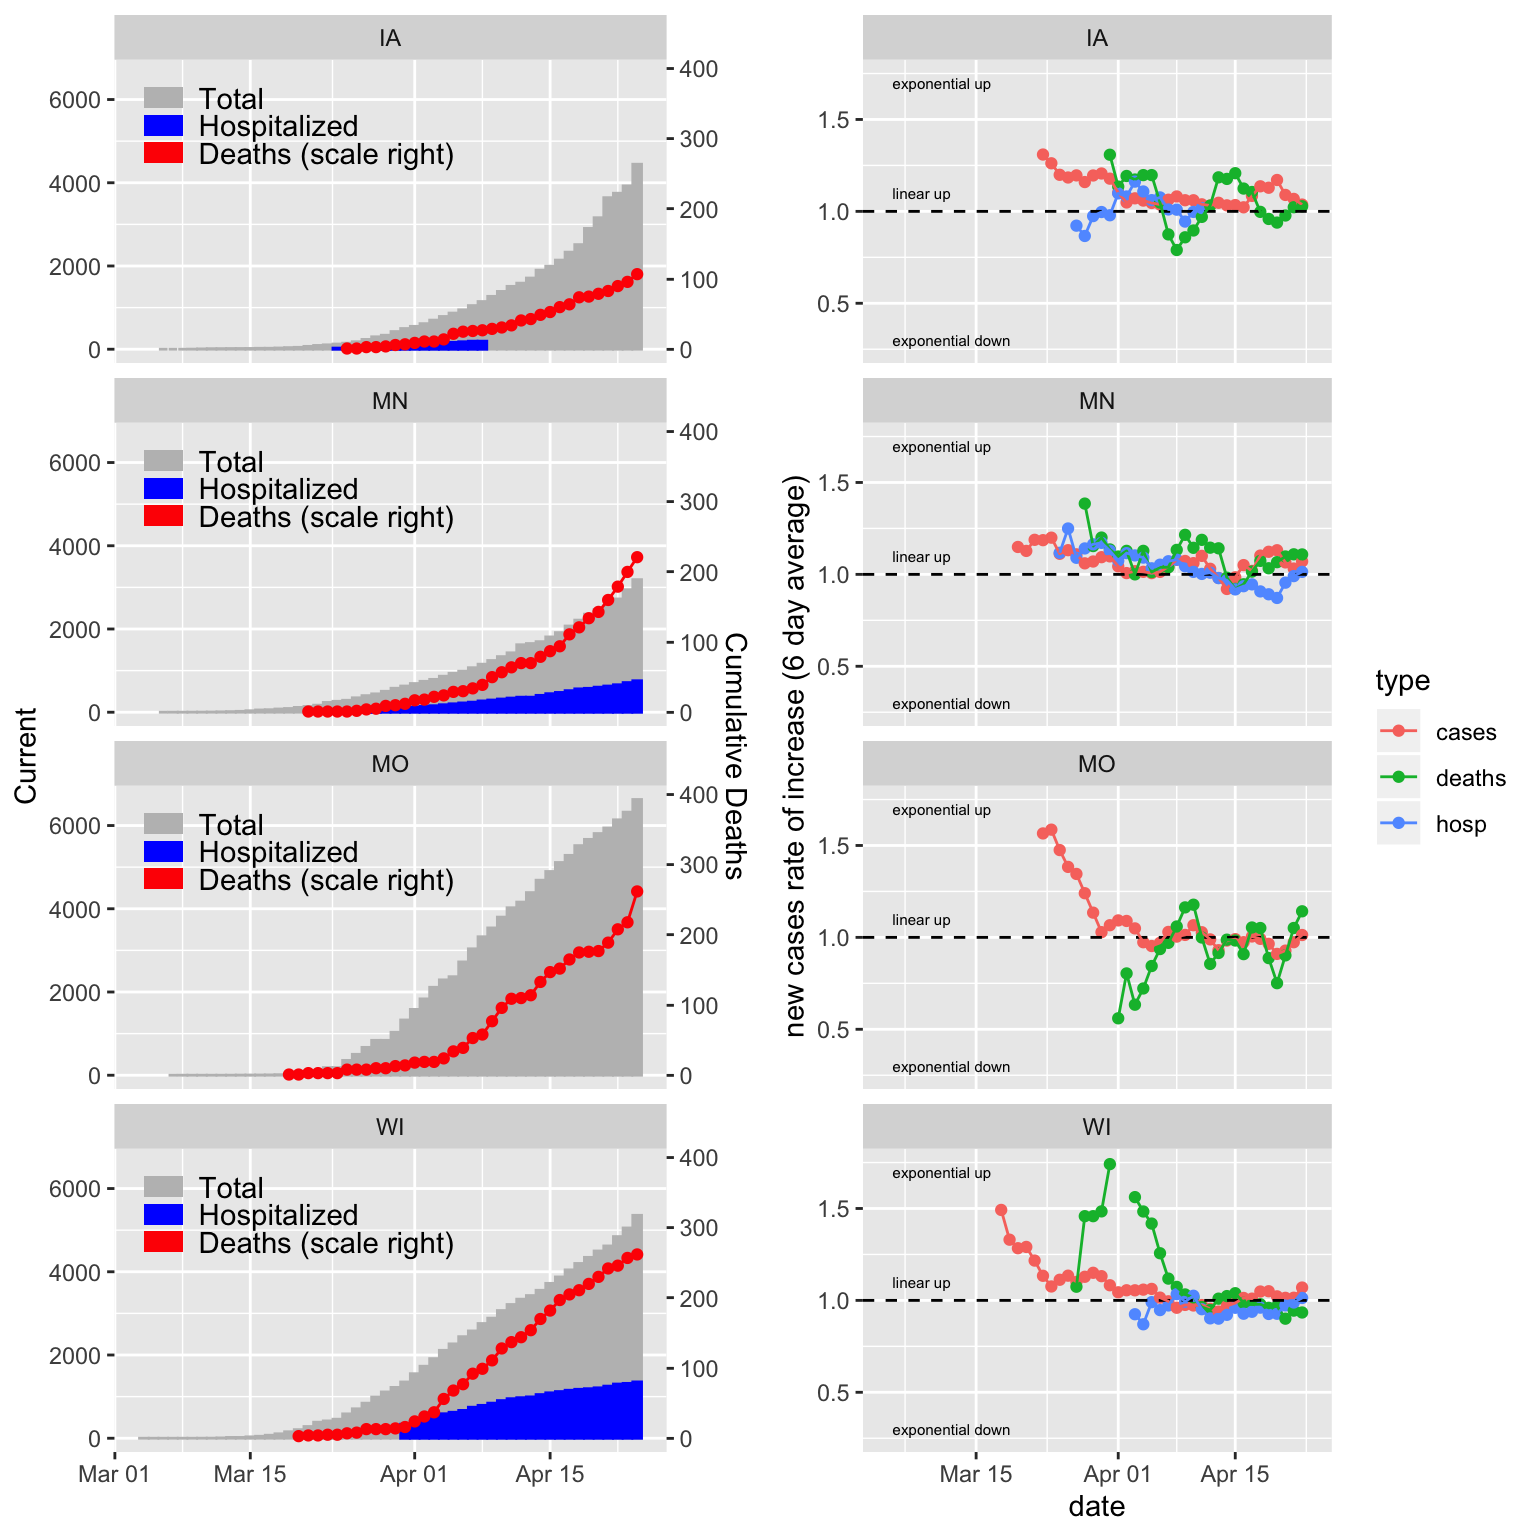 IA
6000
4000
2000
0
400
300
200
100
0
Total
Hospitalized
Deaths (scale right)
MN
6000
4000
2000
0
400
300
200
100
0
Total
Hospitalized
Deaths (scale right)
MO
6000
4000
2000
0
400
300
200
100
0
Total
Hospitalized
Deaths (scale right)
WI
6000
4000
2000
0
400
300
200
100
0
Total
Hospitalized
Deaths (scale right)
Mar 01
Mar 15
Apr 01
Apr 15
Current
Cumulative Deaths
IA
1.5
1.0
0.5
exponential up
linear up
exponential down
MN
1.5
1.0
0.5
exponential up
linear up
exponential down
MO
1.5
1.0
0.5
exponential up
linear up
exponential down
WI
1.5
1.0
0.5
exponential up
linear up
exponential down
Mar 15
Apr 01
Apr 15
date
new cases rate of increase (6 day average)
type
cases
deaths
hosp